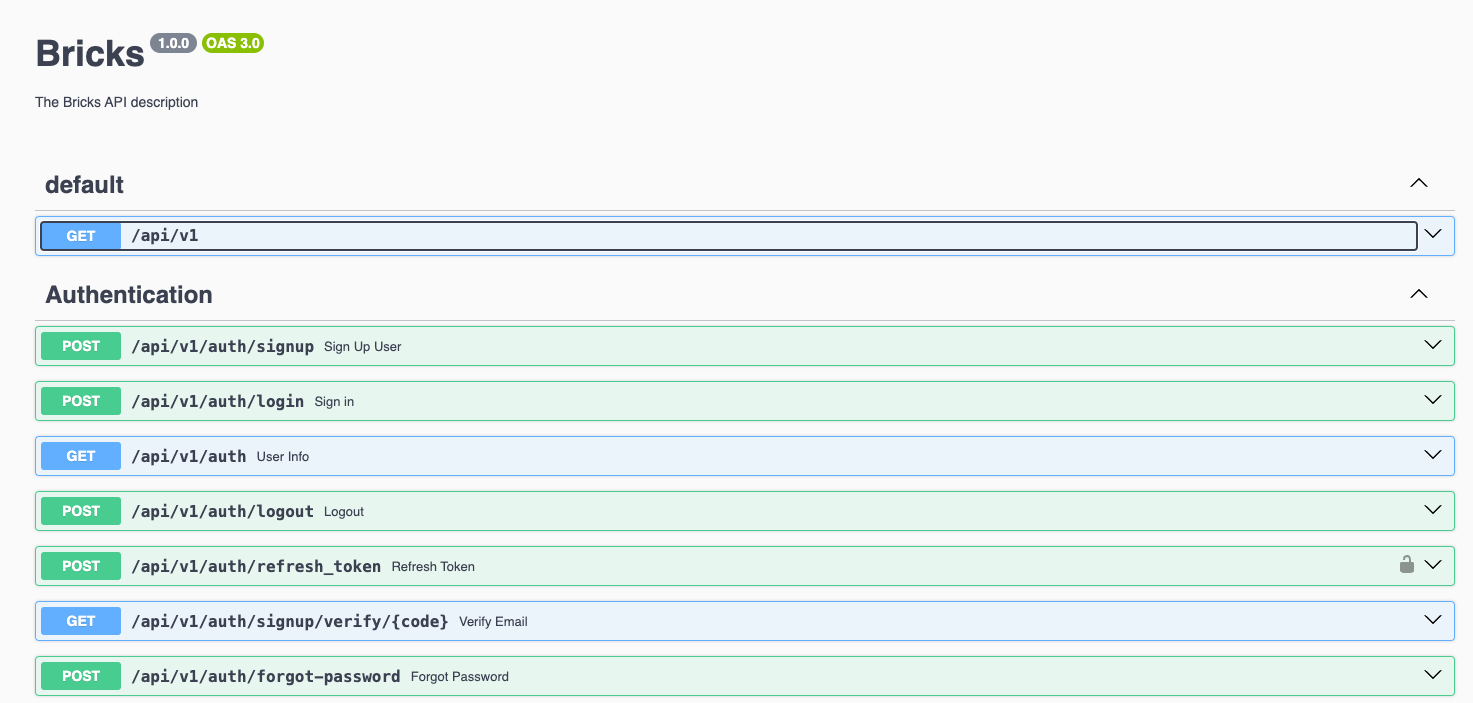 Bricks 1.0.0 OAS 3.0
The Bricks API description
default
GET /api/v1
Authentication
POST /api/v1/auth/signup Sign Up User
POST /api/v1/auth/login Sign in
GET /api/v1/auth User Info
POST /api/v1/auth/logout Logout
POST /api/v1/auth/refresh_token Refresh Token
GET /api/v1/auth/signup/verify/{code} Verify Email
POST /api/v1/auth/forgot-password Forgot Password